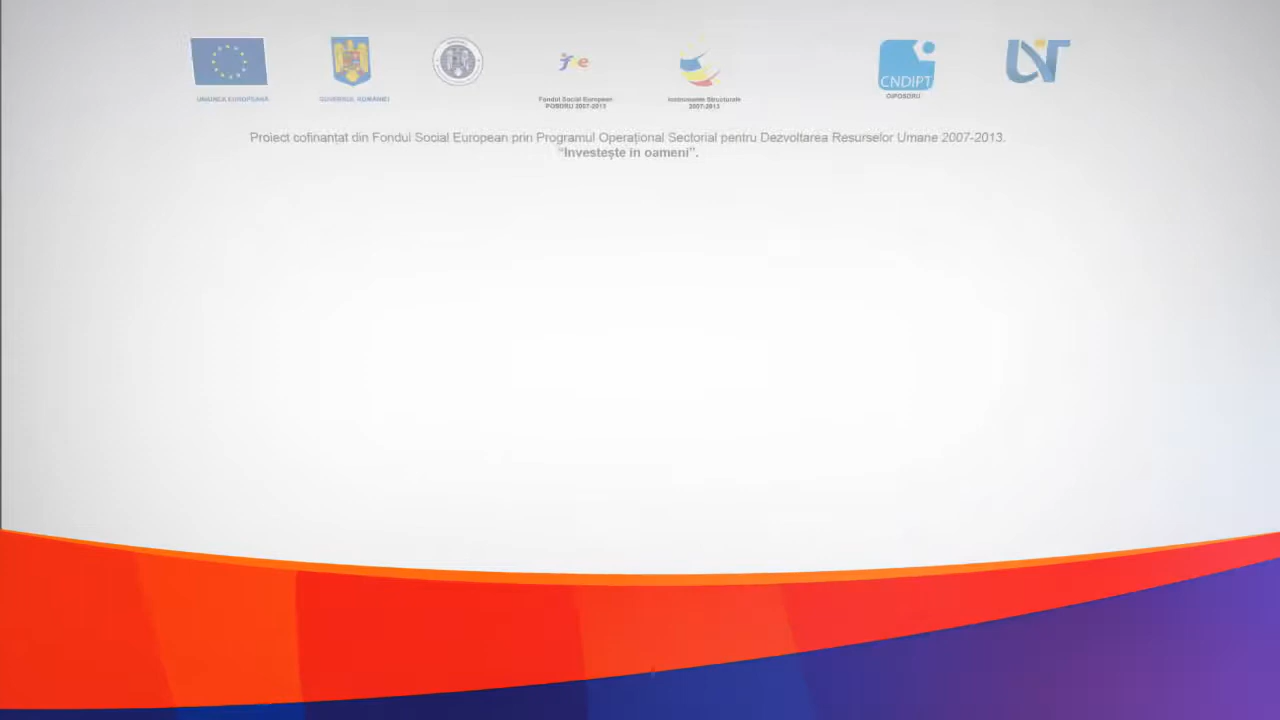 UNIUNEA EUROPEANĂ
GUVERNUL ROMÂNIEI
Fondul Social European
POSDRU 2007-2013
Instrumente Structurale
2007-2013
CNDIPT
OIPOSDRU
Proiect cofinanțat din Fondul Social European prin Programul Operațional Sectorial pentru Dezvoltarea Resurselor Umane 2007-2013.
“Investește în oameni”.